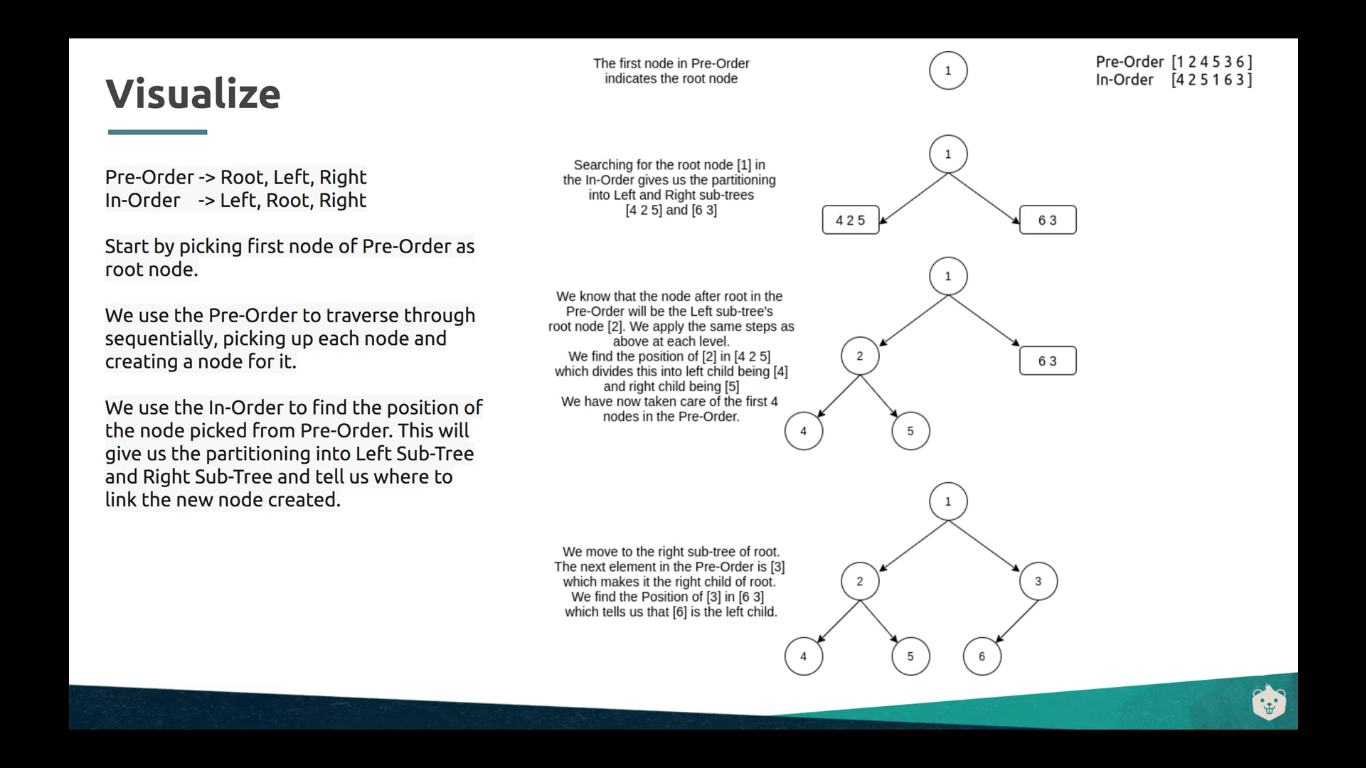 Visualize
Pre-Order -> Root, Left, Right
In-Order -> Left, Root, Right
Start by picking first node of Pre-Order as
root node.
We use the Pre-Order to traverse through
sequentially, picking up each node and
creating a node for it.
We use the In-Order to find the position of
the node picked from Pre-Order. This will
give us the partitioning into Left Sub-Tree
and Right Sub-Tree and tell us where to
link the new node created.
The first node in Pre-Order
indicates the root node
1
Pre-Order [1 2 4 5 3 6 ]
In-Order [4 2 5 1 6 3 ]
Searching for the root node [1] in
the In-Order gives us the partitioning
into Left and Right sub-trees
[4 2 5] and [6 3]
1
4 2 5
6 3
We know that the node after root in the
Pre-Order will be the Left sub-tree's
root node [2]. We apply the same steps as
above at each level.
We find the position of [2] in [4 2 5]
which divides this into left child being [4]
and right child being [5]
We have now taken care of the first 4
nodes in the Pre-Order.
1
2
6 3
4
5
We move to the right sub-tree of root.
The next element in the Pre-Order is [3]
which makes it the right child of root.
We find the Position of [3] in [6 3]
which tells us that [6] is the left child.
1
2
3
4
5
6